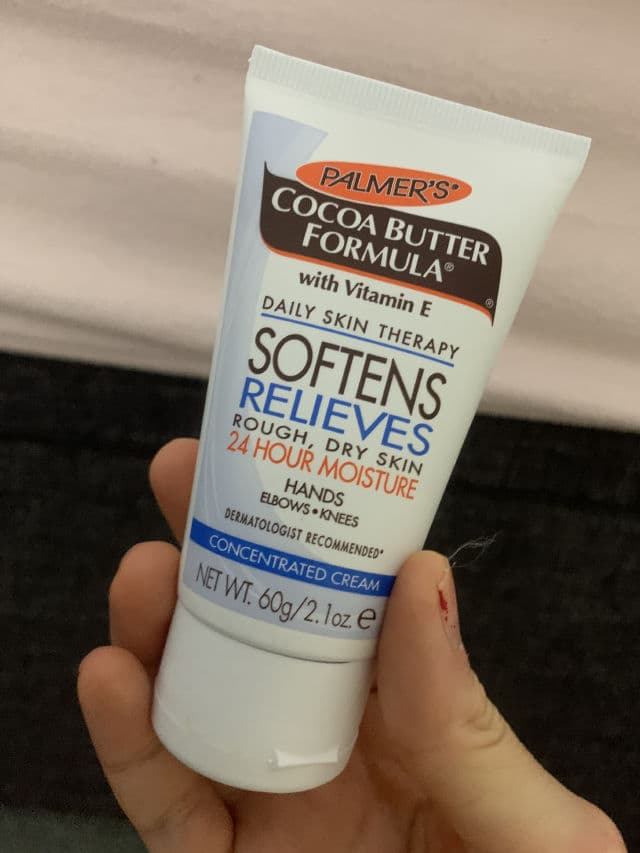 PALMER'S®
COCOA BUTTER
FORMULA®
®
with Vitamin E
DAILY SKIN THERAPY
SOFTENS
RELIEVES
ROUGH, DRY SKIN
24 HOUR MOISTURE
HANDS
ELBOWS • KNEES
DERMATOLOGIST RECOMMENDED*
CONCENTRATED CREAM
NET WT. 60g/2.1oz. ℮